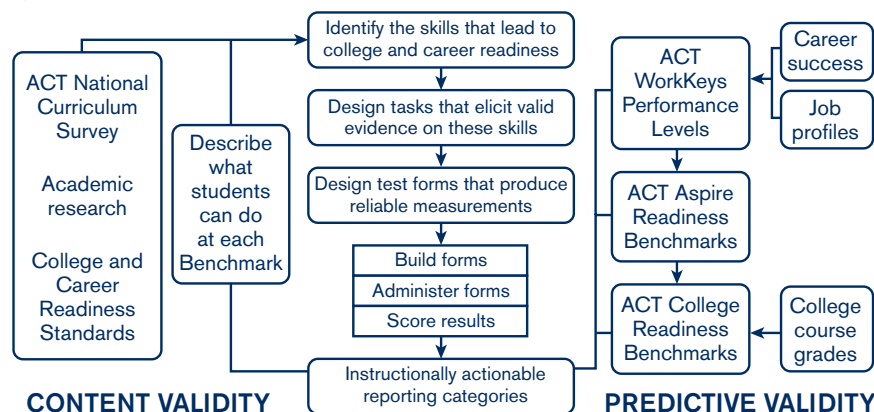 ACT National
Curriculum
Survey
Academic
research
College and
Career
Readiness
Standards
Describe
what
students
can do
at each
Benchmark
Identify the skills that lead to
college and career readiness
Design tasks that elicit valid
evidence on these skills
Design test forms that produce
reliable measurements
Build forms
Administer forms
Score results
Instructionally actionable
reporting categories
ACT
WorkKeys
Performance
Levels
ACT Aspire
Readiness
Benchmarks
ACT College
Readiness
Benchmarks
Career
success
Job
profiles
College
course
grades
CONTENT VALIDITY
PREDICTIVE VALIDITY